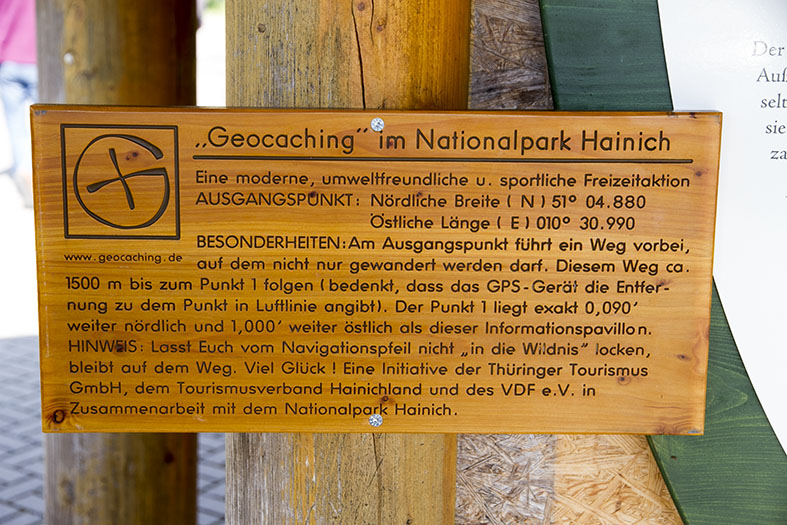 „Geocaching" im Nationalpark Hainich
Eine moderne, umweltfreundliche u. sportliche Freizeitaktion
AUSGANGSPUNKT: Nördliche Breite ( N ) 51° 04.880
Östliche Länge ( E ) 010° 30.990
BESONDERHEITEN: Am Ausgangspunkt führt ein Weg vorbei,
www.geocaching.de
auf dem nicht nur gewandert werden darf. Diesem Weg ca.
1500 m bis zum Punkt 1 folgen ( bedenkt, dass das GPS-Gerät die Entfer-
nung zu dem Punkt in Luftlinie angibt). Der Punkt 1 liegt exakt 0,090'
weiter nördlich und 1,000' weiter östlich als dieser Informationspavillon.
HINWEIS: Lasst Euch vom Navigationspfeil nicht „in die Wildnis" locken,
bleibt auf dem Weg. Viel Glück ! Eine Initiative der Thüringer Tourismus
GmbH, dem Tourismusverband Hainichland und des VDF e.V. in
Zusammenarbeit mit dem Nationalpark Hainich.
Der
Auß
selt
sie
za